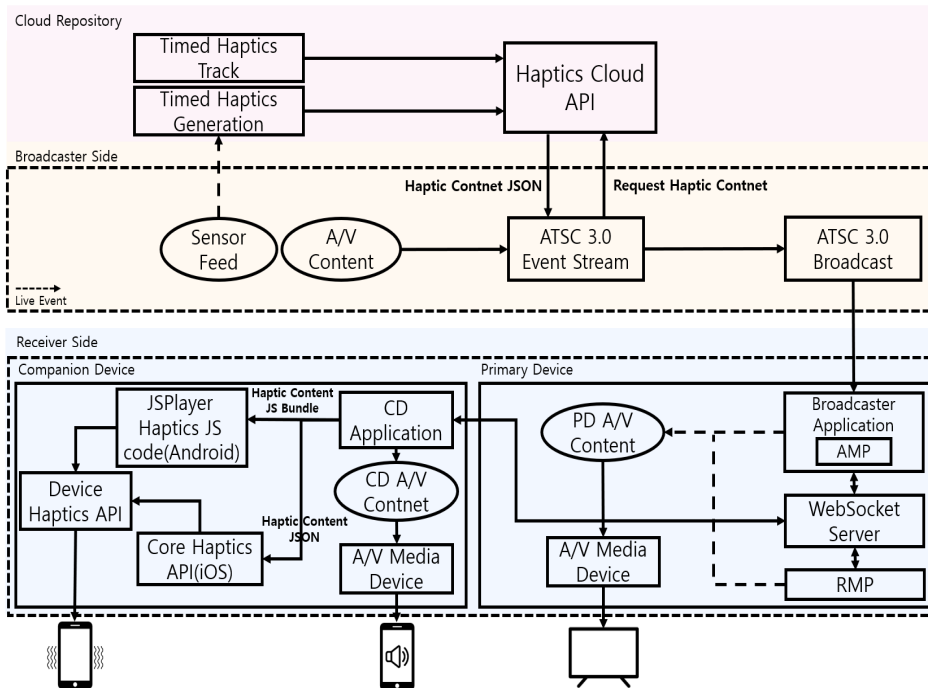 Cloud Repository
Timed Haptics
Track
Timed Haptics
Generation
Haptics Cloud
API
Broadcaster Side
Haptic Contnet JSON
Request Haptic Contnet
Sensor
Feed
A/V
Content
ATSC 3.0
Event Stream
ATSC 3.0
Broadcast
Live Event
Receiver Side
Companion Device
JSPlayer
Haptics JS
code(Android)
Haptic Content
JS Bundle
CD
Application
Device
Haptics API
CD A/V
Contnet
Haptic Content
JSON
Core Haptics
API(iOS)
A/V Media
Device
Primary Device
PD A/V
Content
Broadcaster
Application
AMP
WebSocket
Server
A/V Media
Device
RMP